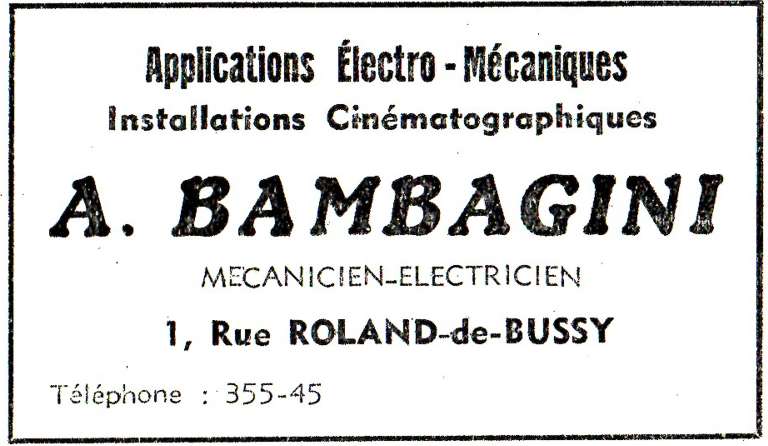 Applications Électro - Mécaniques
Installations Cinématographiques
A. BAMBAGINI
MECANICIEN-ELECTRICIEN
1, Rue ROLAND-de-BUSSY
Téléphone : 355-45